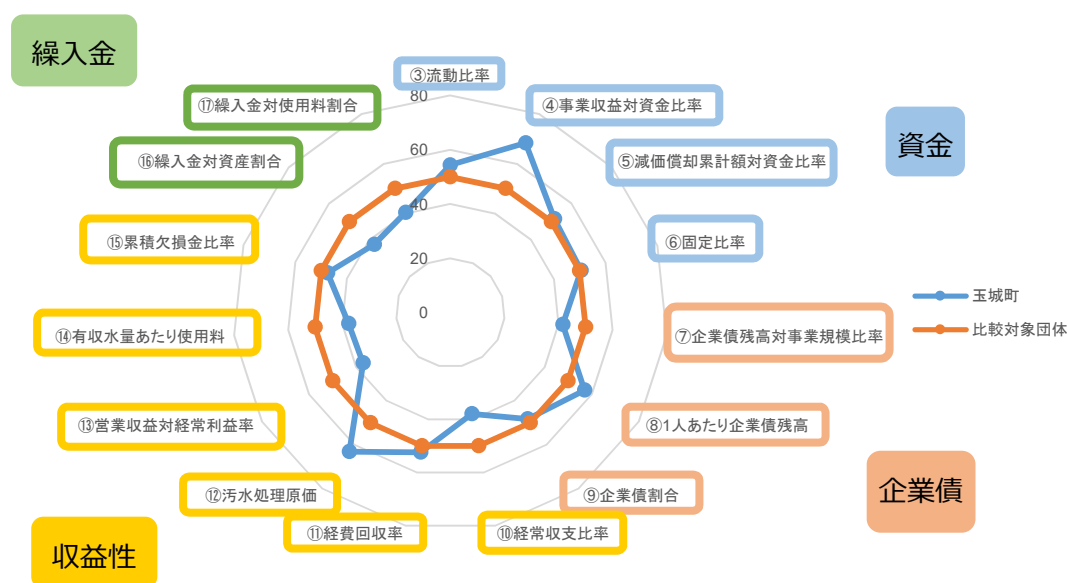 繰入金
③流動比率
⑰繰入金対使用料割合
④事業収益対資金比率
資金
⑯繰入金対資産割合
⑤減価償却累計額対資金比率
⑮累積欠損金比率
⑥固定比率
80
60
40
20
0
玉城町
比較対象団体
⑭有収水量あたり使用料
⑦企業債残高対事業規模比率
⑬営業収益対経常利益率
⑧1人あたり企業債残高
企業債
⑫汚水処理原価
⑨企業債割合
⑪経費回収率
⑩経常収支比率
収益性